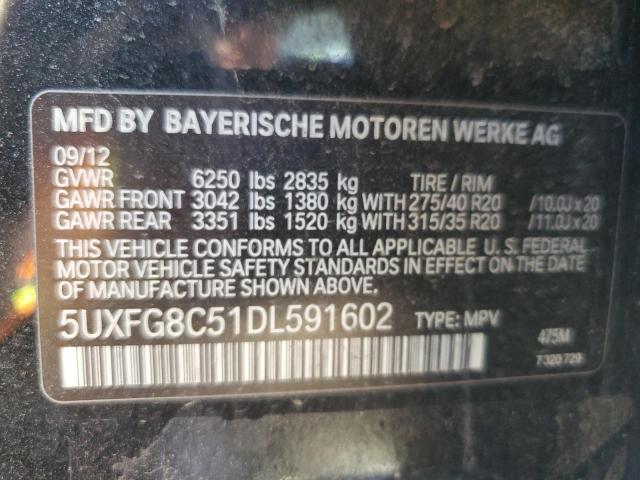 MFD BY BAYERISCHE MOTOREN WERKE AG
09/12
GVWR 6250 lbs 2835 kg TIRE / RIM
GAWR FRONT 3042 lbs 1380 kg WITH 275/40 R20 /10.0J x 20
GAWR REAR 3351 lbs 1520 kg WITH 315/35 R20 /11.0J x 20
THIS VEHICLE CONFORMS TO ALL APPLICABLE U. S. FEDERAL
MOTOR VEHICLE SAFETY STANDARDS IN EFFECT ON THE DATE
OF MANUFACTURE SHOWN ABOVE.
5UXFG8C51DL591602 TYPE: MPV 475M
7 320 729